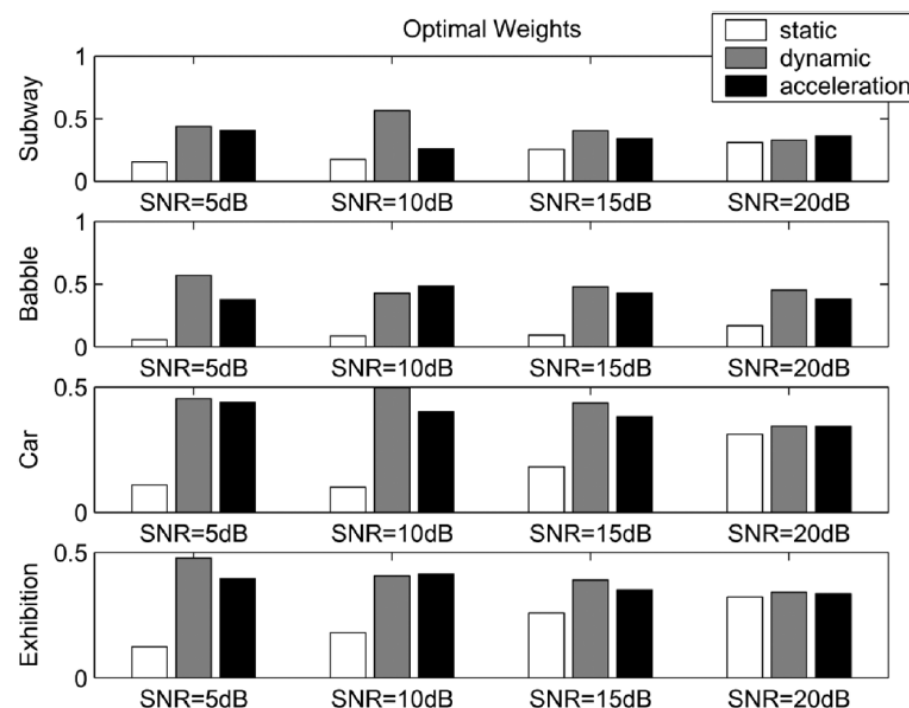 Optimal Weights
static
dynamic
acceleration
Subway
1
0.5
0
SNR=5dB SNR=10dB SNR=15dB SNR=20dB
Babble
1
0.5
0
SNR=5dB SNR=10dB SNR=15dB SNR=20dB
Car
0.5
0
SNR=5dB SNR=10dB SNR=15dB SNR=20dB
Exhibition
0.5
0
SNR=5dB SNR=10dB SNR=15dB SNR=20dB